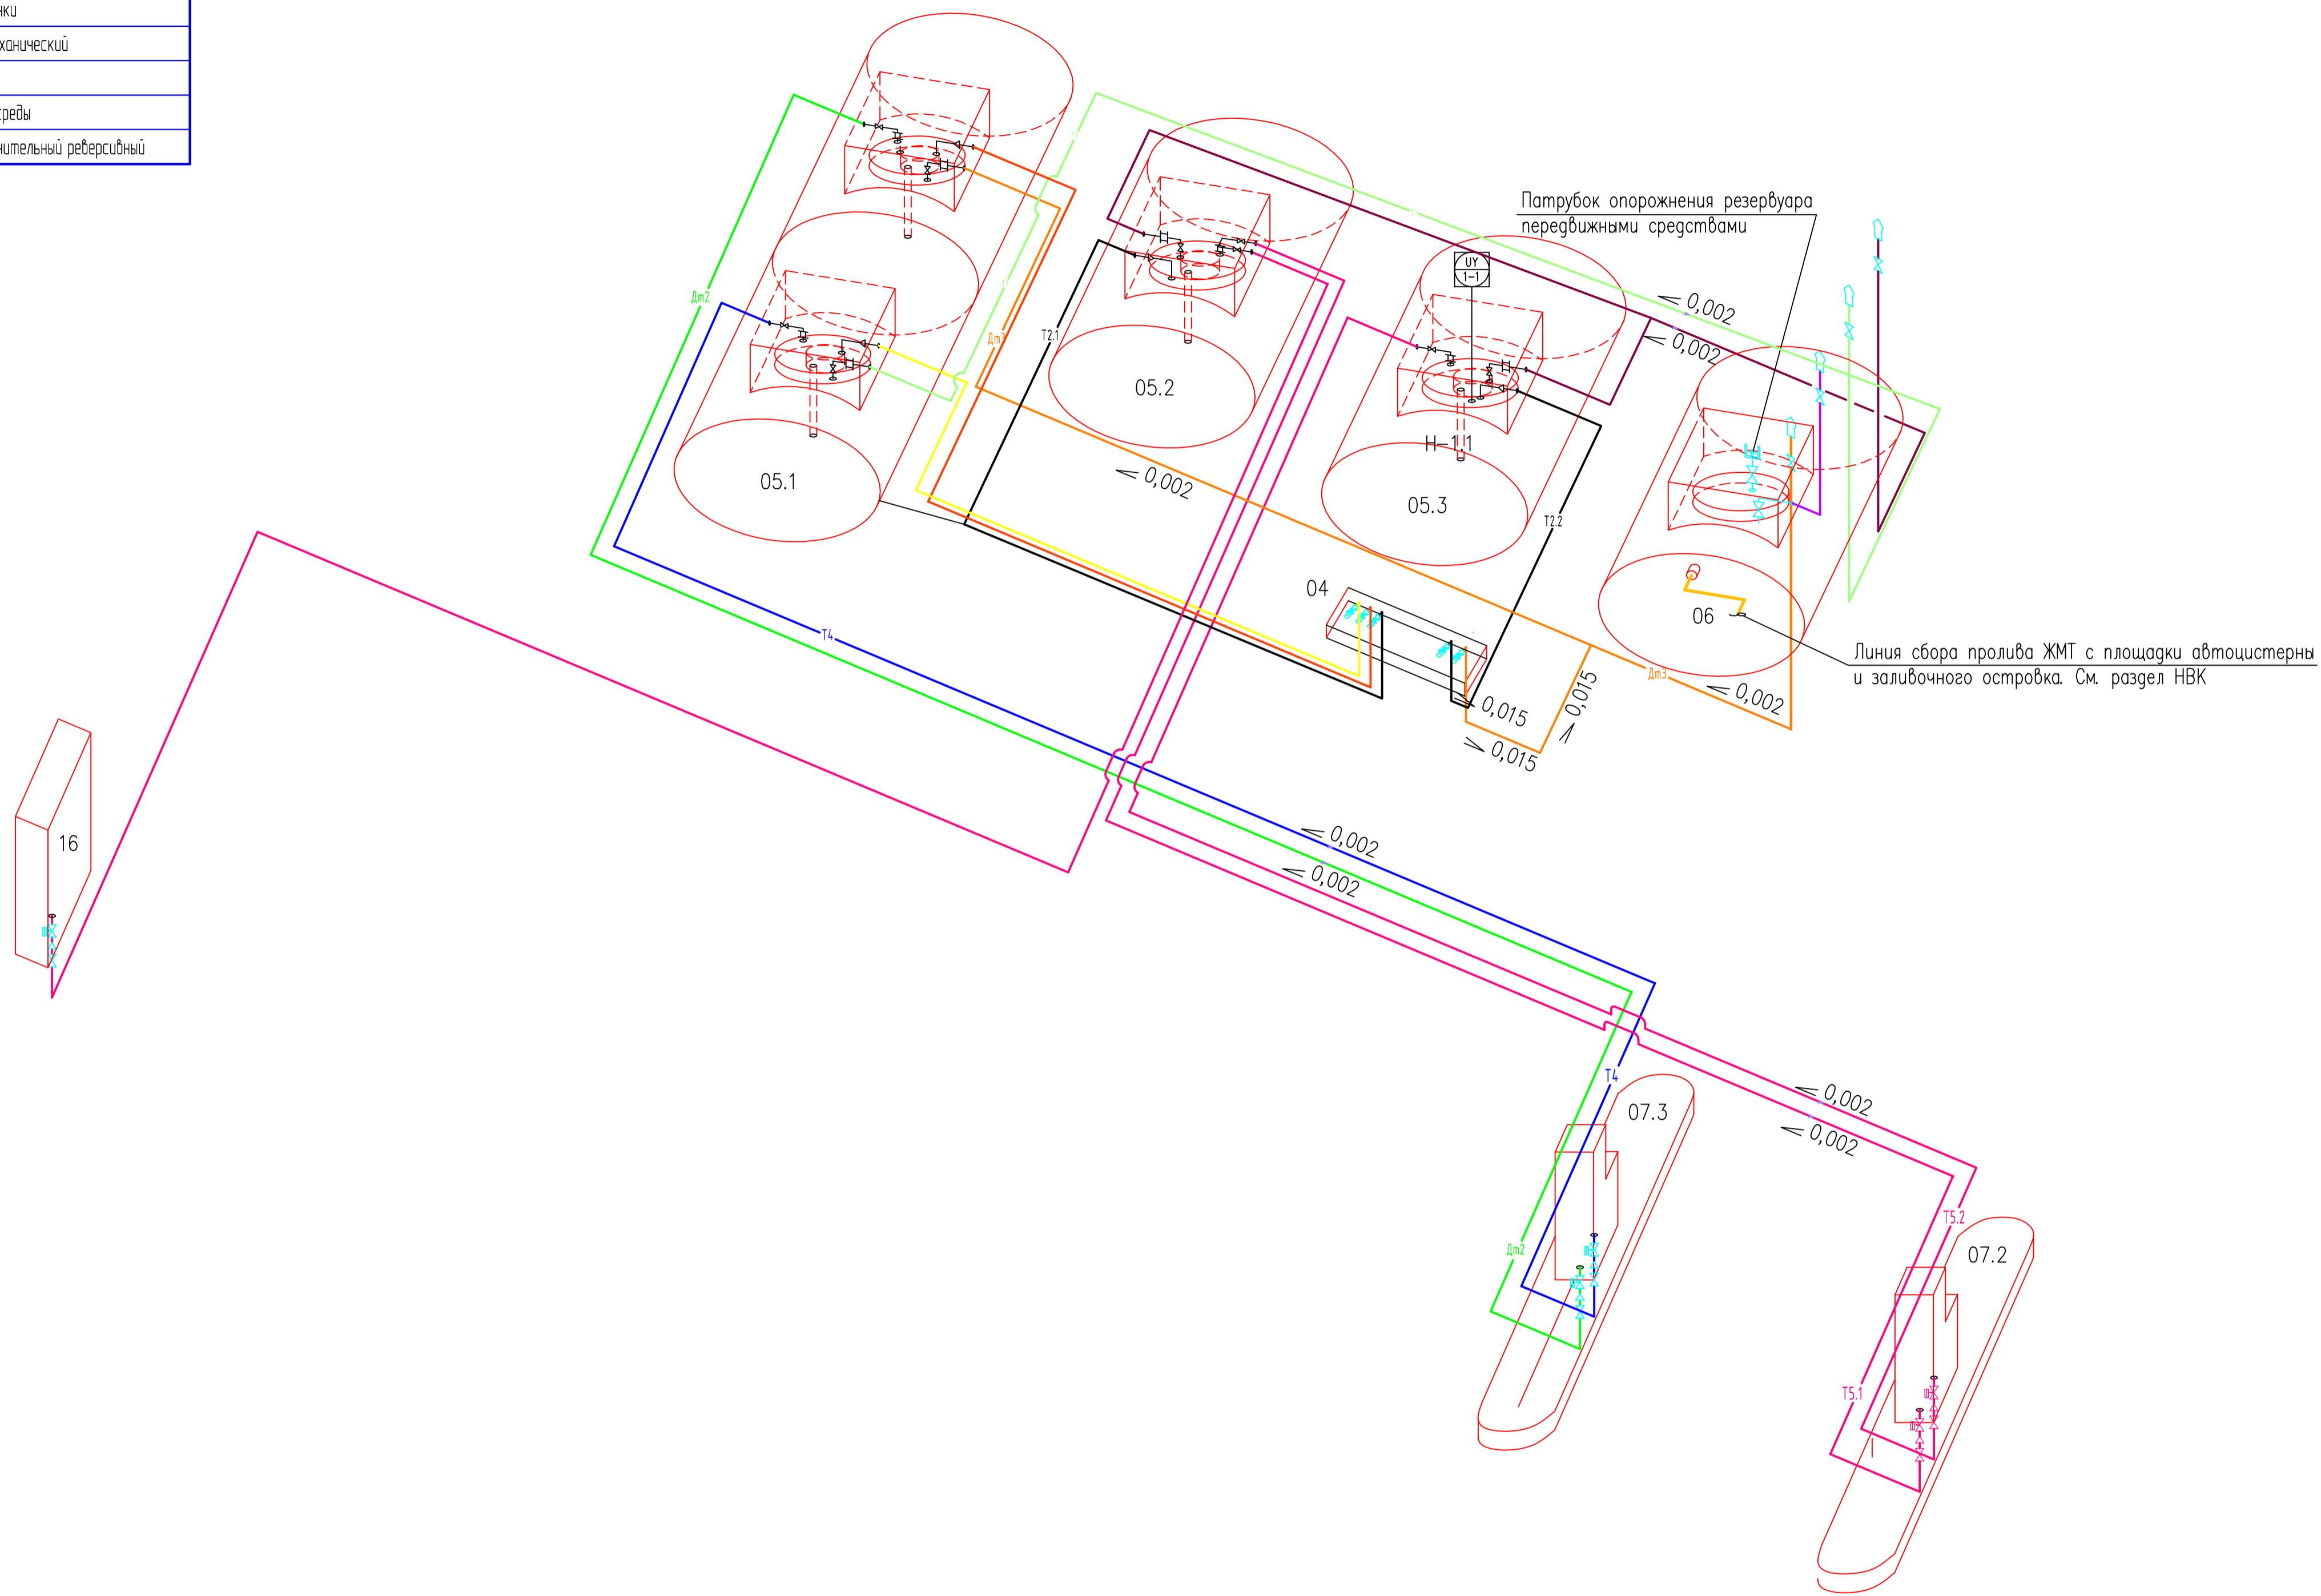 нки
ханический
среды
нительный реверсивный
Патрубок опорожнения резервуара
передвижными средствами
UY
1-1
0,002
0,002
Дт2
Дт3
Т2.1
05.2
Н-1.1
05.1
0,002
05.3
Т2.2
04
06
Линия сбора пролива ЖМТ с площадки автоцистерны
и заливочного островка. См. раздел НВК
Т4
Дт3
0,002
0,015
0,015
0,015
16
0,002
0,002
Т4
07.3
0,002
0,002
Т5.2
07.2
Дт2
Т5.1